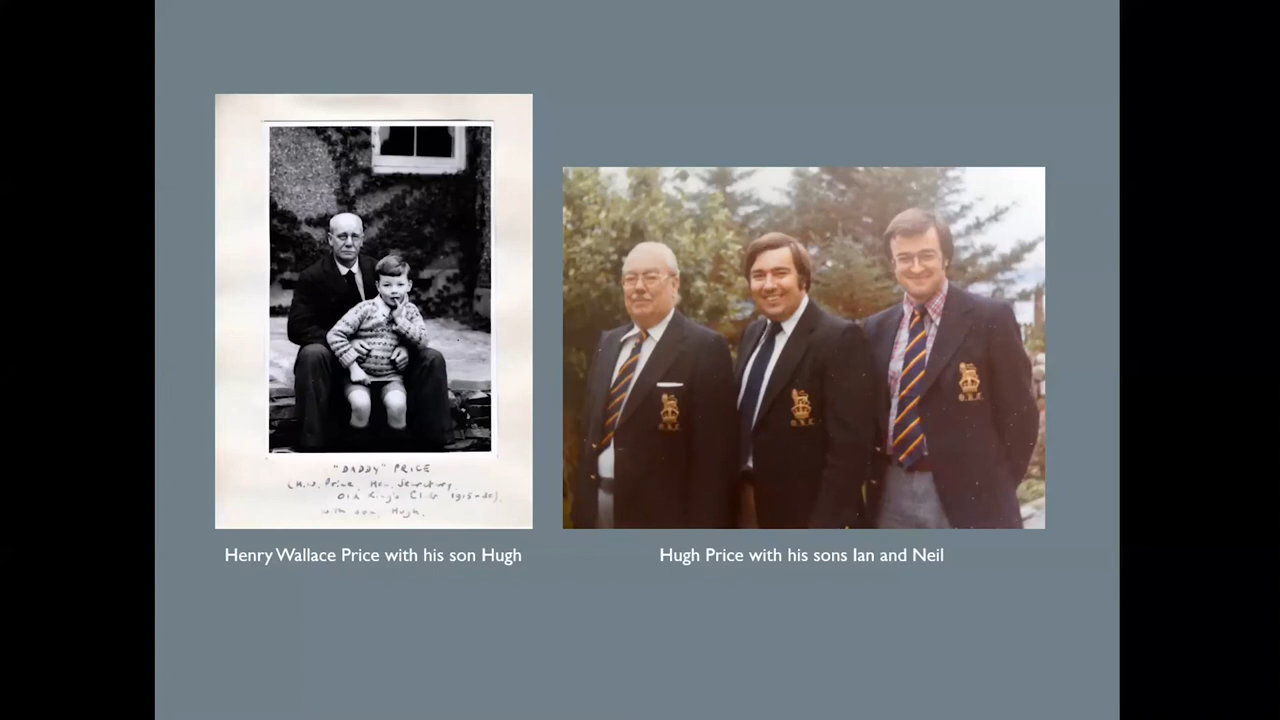 "DADDY" PRICE
(H.W. Price, Hon. Secretary,
Old King's Club 1915-
with son, Hugh.
Henry Wallace Price with his son Hugh
Hugh Price with his sons Ian and Neil
O.K.C.
O.K.C.
O.K.C.